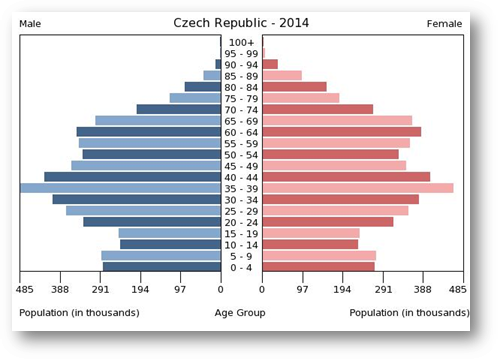 Male Czech Republic - 2014 Female
100+
95 - 99
90 - 94
85 - 89
80 - 84
75 - 79
70 - 74
65 - 69
60 - 64
55 - 59
50 - 54
45 - 49
40 - 44
35 - 39
30 - 34
25 - 29
20 - 24
15 - 19
10 - 14
5 - 9
0 - 4
485 388 291 194 97 0 0 97 194 291 388 485
Population (in thousands) Age Group Population (in thousands)